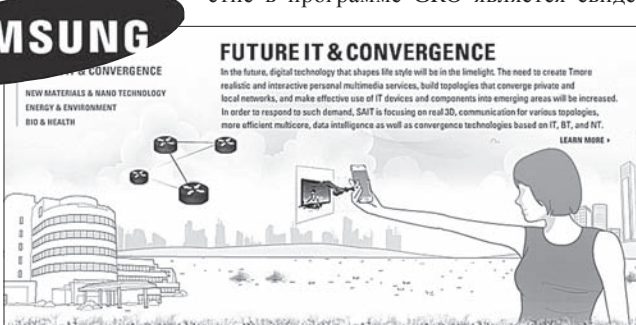 стие в программе GRO является свиде
MSUNG
& CONVERGENCE
NEW MATERIALS & NANO TECHNOLOGY
ENERGY & ENVIRONMENT
BIO & HEALTH
FUTURE IT & CONVERGENCE
In the future, digital technology that shapes life style will be in the limelight. The need to create Tmore
realistic and interactive personal multimedia services, build topologies that converge private and
local networks, and make effective use of IT devices and components into emerging areas will be increased.
In order to respond to such demand, SAIT is focusing on real 3D, communication for various topologies,
more efficient multicore, data intelligence as well as convergence technologies based on IT, BT, and NT.
LEARN MORE